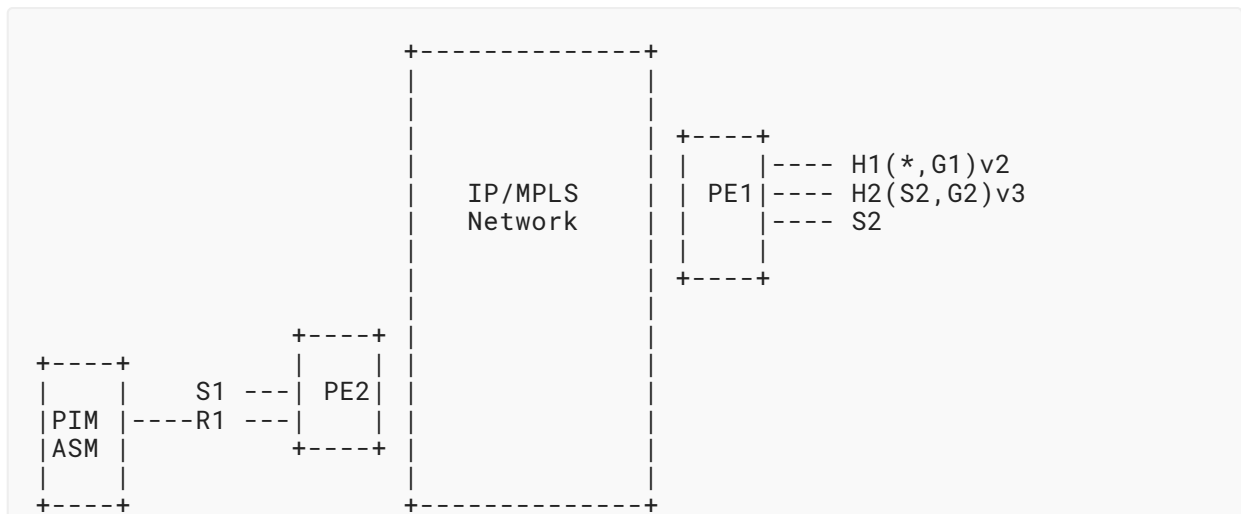 H1(*,G1)v2
IP/MPLS PE1 H2(S2,G2)v3
Network S2
S1 PE2
PIM R1
ASM